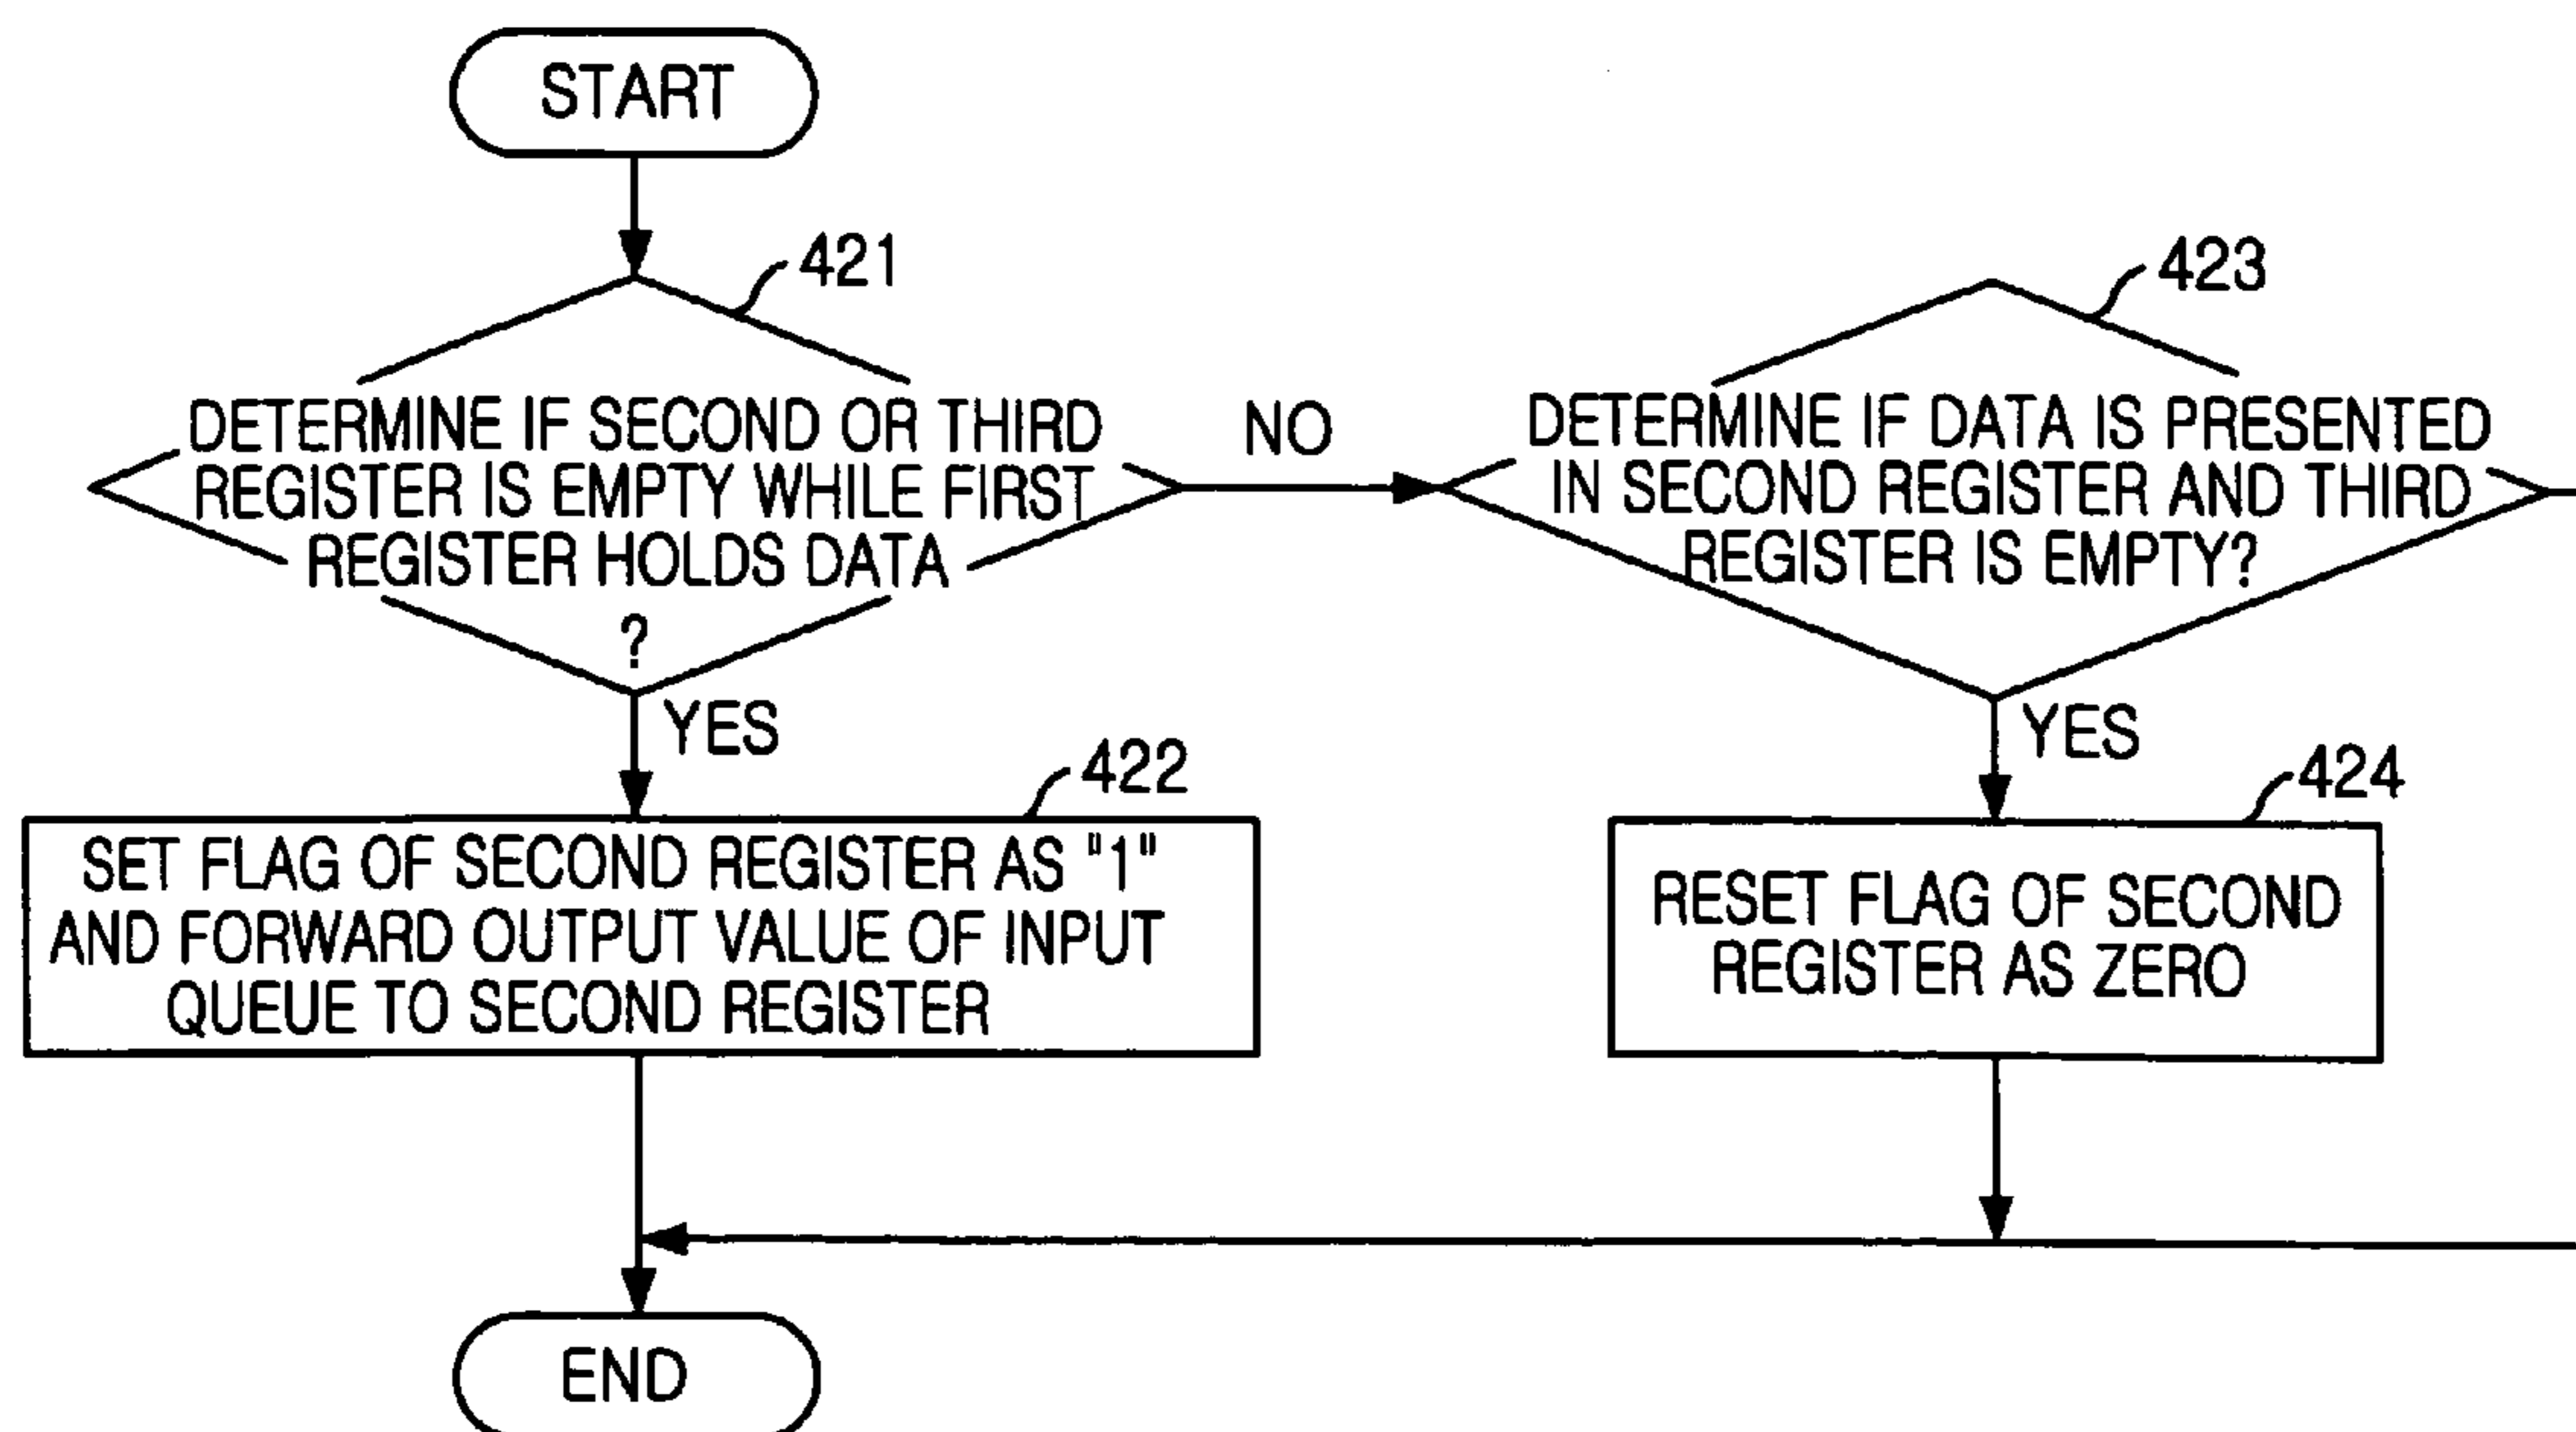 START
421
DETERMINE IF SECOND OR THIRD
REGISTER IS EMPTY WHILE FIRST
REGISTER HOLDS DATA
?
NO
423
DETERMINE IF DATA IS PRESENTED
IN SECOND REGISTER AND THIRD
REGISTER IS EMPTY?
YES
422
SET FLAG OF SECOND REGISTER AS "1"
AND FORWARD OUTPUT VALUE OF INPUT
QUEUE TO SECOND REGISTER
YES
424
RESET FLAG OF SECOND
REGISTER AS ZERO
END